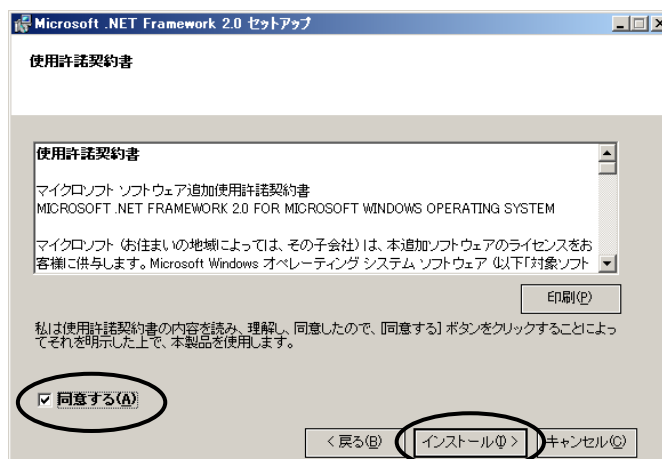 Microsoft .NET Framework 2.0 セットアップ
使用許諾契約書
使用許諾契約書
マイクロソフト ソフトウェア追加使用許諾契約書
MICROSOFT .NET FRAMEWORK 2.0 FOR MICROSOFT WINDOWS OPERATING SYSTEM
マイクロソフト (お住まいの地域によっては、その子会社) は、本追加ソフトウェアのライセンスをお
客様に供与します。Microsoft Windows オペレーティング システム ソフトウェア (以下「対象ソフト
印刷(P)
私は使用許諾契約書の内容を読み、理解し、同意したので、[同意する] ボタンをクリックすることによっ
てそれを明示した上で、本製品を使用します。
同意する(A)
< 戻る(B) インストール(I) > キャンセル(C)